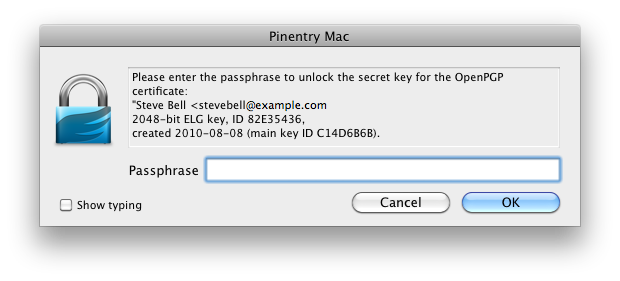 Pinentry Mac
Please enter the passphrase to unlock the secret key for the OpenPGP
certificate:
"Steve Bell <stevebell@example.com
2048-bit ELG key, ID 82E35436,
created 2010-08-08 (main key ID C14D6B6B).
Passphrase
Show typing
Cancel
OK